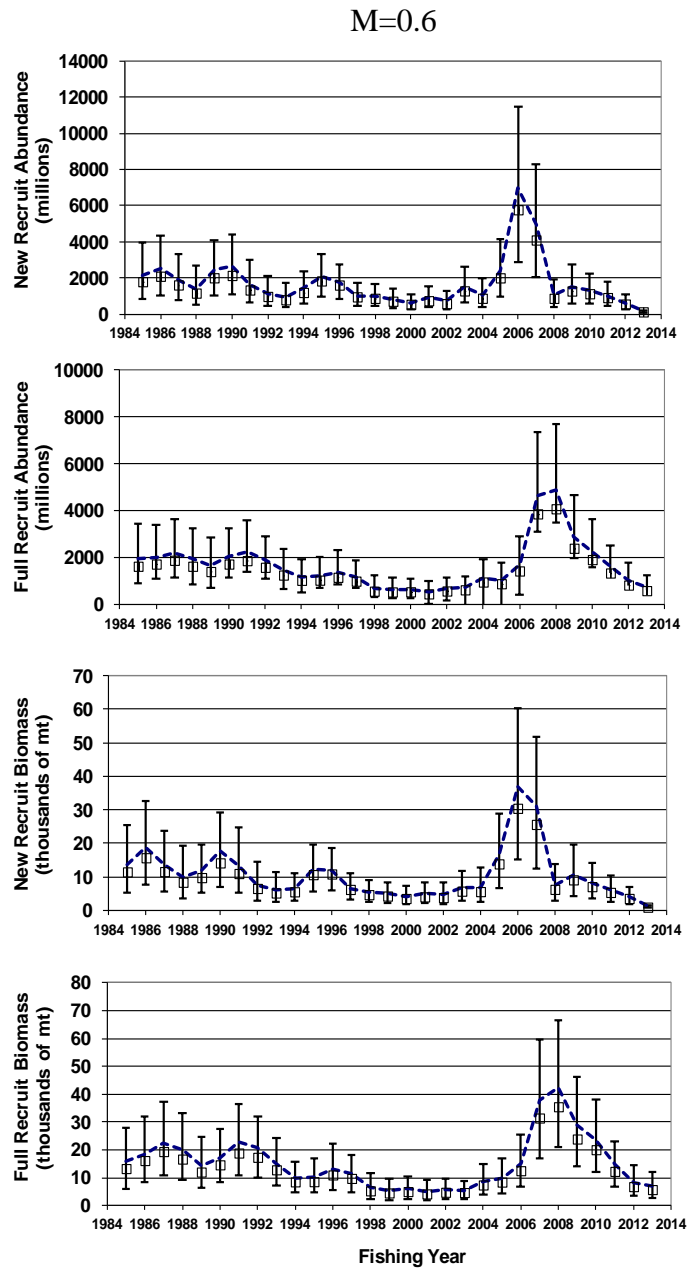 M=0.6
New Recruit Abundance
(millions)
14000
12000
10000
8000
6000
4000
2000
0
1984 1986 1988 1990 1992 1994 1996 1998 2000 2002 2004 2006 2008 2010 2012 2014
Full Recruit Abundance
(millions)
10000
8000
6000
4000
2000
0
1984 1986 1988 1990 1992 1994 1996 1998 2000 2002 2004 2006 2008 2010 2012 2014
New Recruit Biomass
(thousands of mt)
70
60
50
40
30
20
10
0
1984 1986 1988 1990 1992 1994 1996 1998 2000 2002 2004 2006 2008 2010 2012 2014
Full Recruit Biomass
(thousands of mt)
80
70
60
50
40
30
20
10
0
1984 1986 1988 1990 1992 1994 1996 1998 2000 2002 2004 2006 2008 2010 2012 2014
Fishing Year